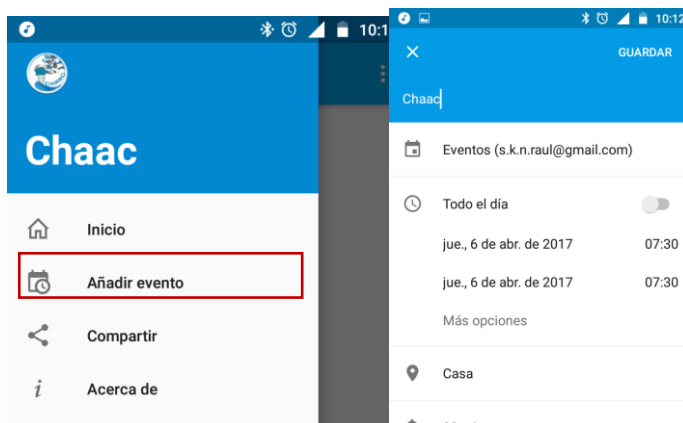 10:1
Chaac
Inicio
Añadir evento
Compartir
i Acerca de
10:12
GUARDAR
Chaac
Eventos (s.k.n.raul@gmail.com)
Todo el día
jue., 6 de abr. de 2017 07:30
jue., 6 de abr. de 2017 07:30
Más opciones
Casa